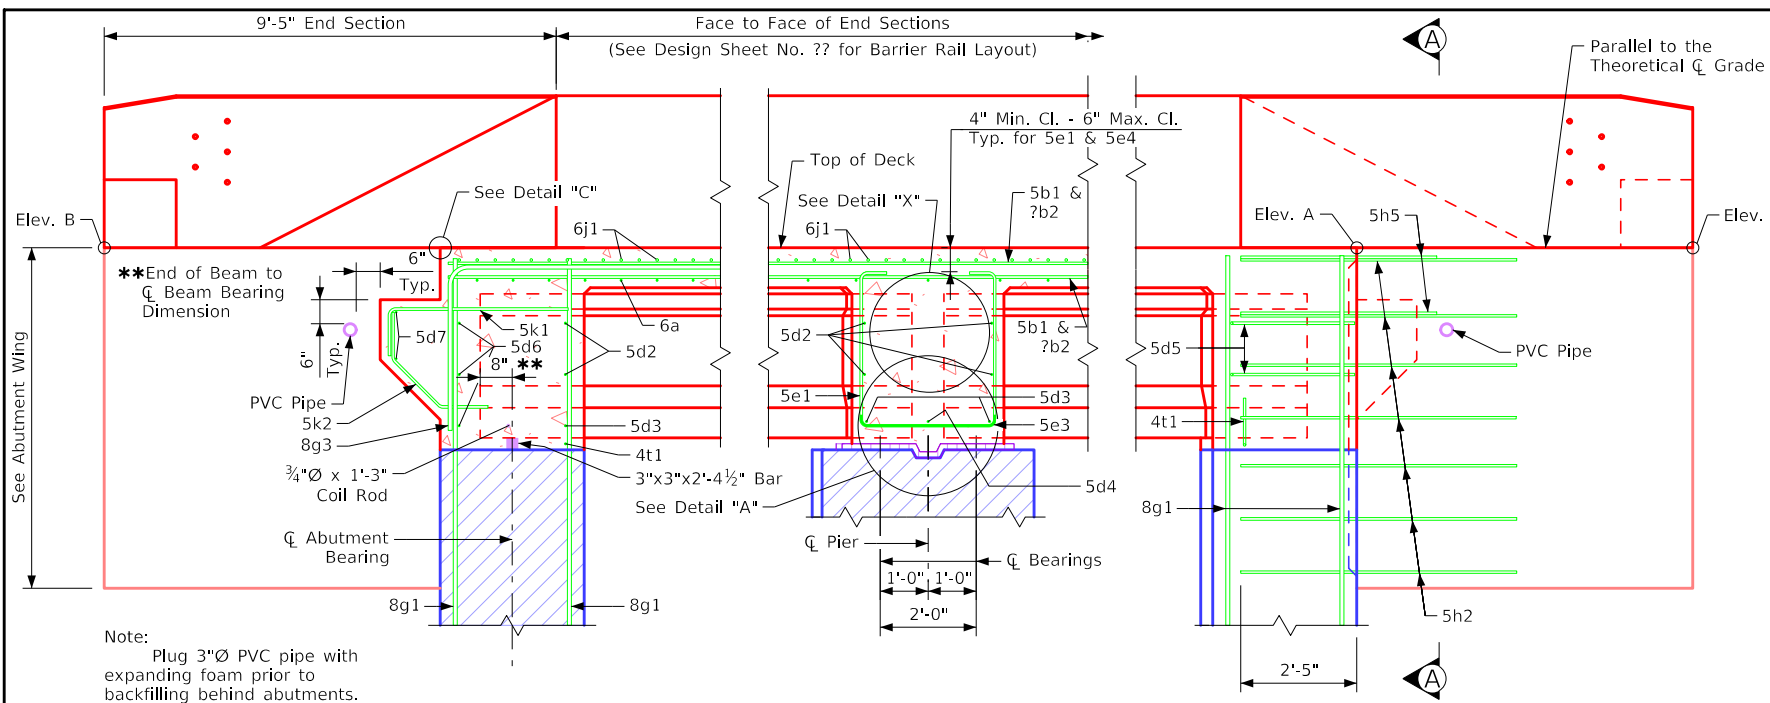 9'-5" End Section
Face to Face of End Sections
(See Design Sheet No. ?? for Barrier Rail Layout)
A
Parallel to the
Theoretical ℄ Grade
4" Min. Cl. - 6" Max. Cl.
Typ. for 5e1 & 5e4
Top of Deck
See Detail "C"
See Detail "X"
5b1 &
?b2
Elev. B
6j1
6j1
Elev. A
5h5
Elev.
**End of Beam to
℄ Beam Bearing
Dimension
6"
Typ.
6"
Typ.
5d7
5k1
5d6
8" **
6a
5d2
5d2
5b1 &
?b2
5d5
PVC Pipe
PVC Pipe
5k2
8g3
5e1
5d3
5d3
5e3
4t1
4t1
¾"Ø x 1'-3"
Coil Rod
3"x3"x2'-4½" Bar
See Detail "A"
5d4
8g1
See Abutment Wing
℄ Abutment
Bearing
℄ Pier
℄ Bearings
1'-0"
1'-0"
2'-0"
8g1
8g1
5h2
2'-5"
A
Note:
Plug 3"Ø PVC pipe with
expanding foam prior to
backfilling behind abutments.